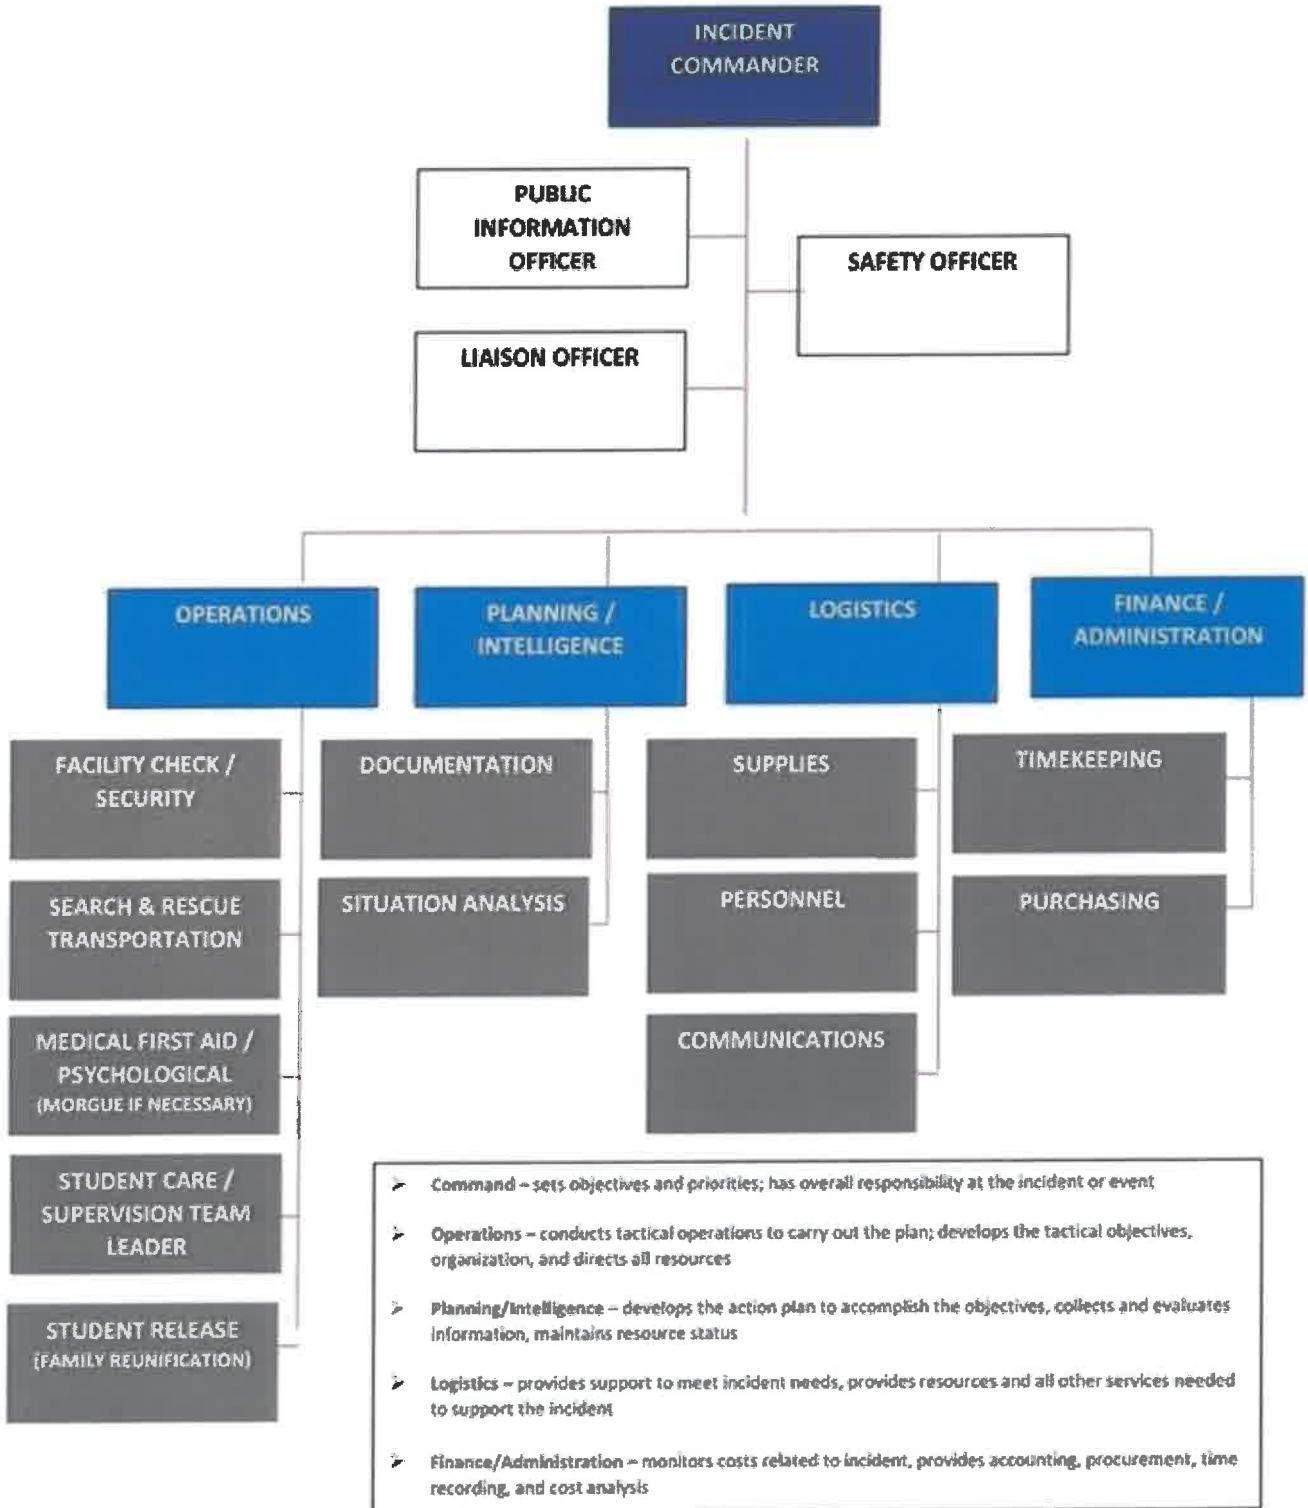 INCIDENT
COMMANDER
PUBLIC
INFORMATION
OFFICER
SAFETY OFFICER
LIAISON OFFICER
OPERATIONS
PLANNING /
INTELLIGENCE
LOGISTICS
FINANCE /
ADMINISTRATION
FACILITY CHECK /
SECURITY
DOCUMENTATION
SUPPLIES
TIMEKEEPING
SEARCH & RESCUE
TRANSPORTATION
SITUATION ANALYSIS
PERSONNEL
PURCHASING
MEDICAL FIRST AID /
PSYCHOLOGICAL
(MORGUE IF NECESSARY)
COMMUNICATIONS
STUDENT CARE /
SUPERVISION TEAM
LEADER
STUDENT RELEASE
(FAMILY REUNIFICATION)
➢ Command – sets objectives and priorities; has overall responsibility at the incident or event
➢ Operations – conducts tactical operations to carry out the plan; develops the tactical objectives,
organization, and directs all resources
➢ Planning/Intelligence – develops the action plan to accomplish the objectives, collects and evaluates
information, maintains resource status
➢ Logistics – provides support to meet incident needs, provides resources and all other services needed
to support the incident
➢ Finance/Administration – monitors costs related to incident, provides accounting, procurement, time
recording, and cost analysis